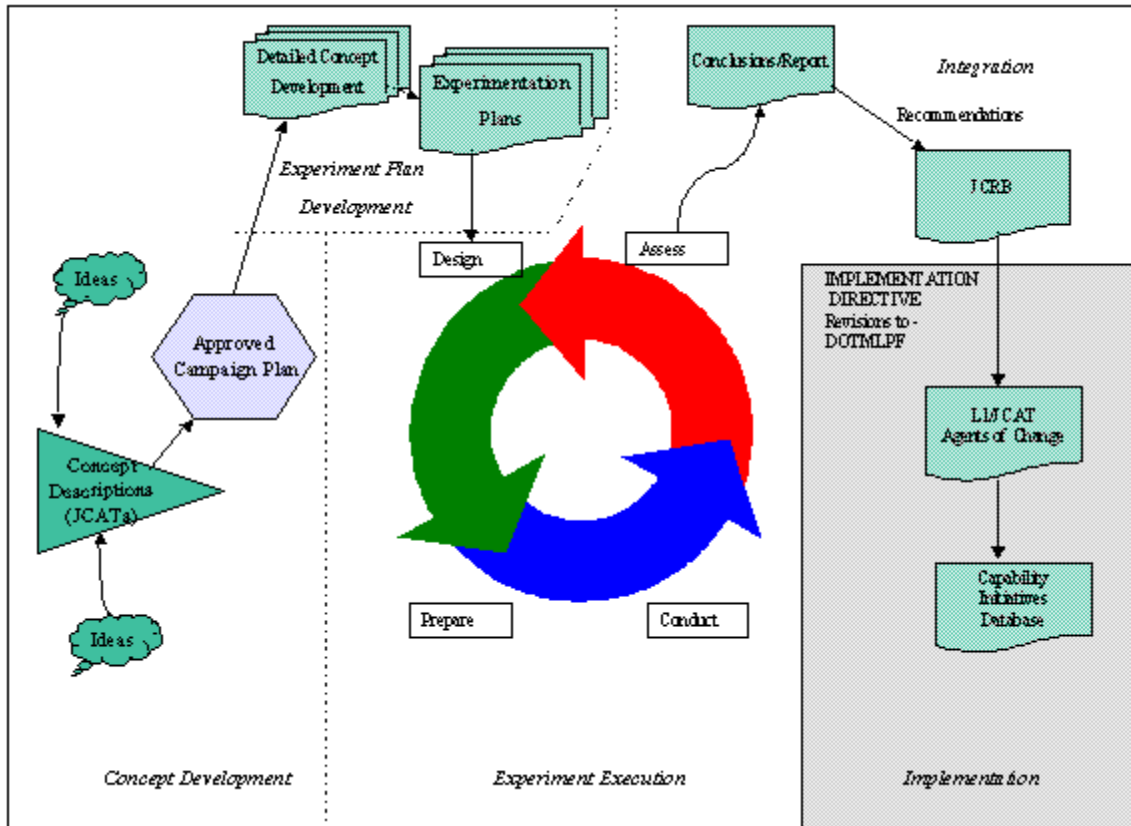 Detailed Concept
Development
Experimentation
Plans
Conclusions/Report
Integration
Recommendations
JCRB
Experiment Plan
Development
Design
Assess
Ideas
Approved
Campaign Plan
Concept
Descriptions
(JCATs)
Ideas
Prepare
Conduct
IMPLEMENTATION
DIRECTIVE
Revisions to -
DOTMLPF
LI/JCAT
Agents of Change
Capability
Initiatives
Database
Concept Development
Experiment Execution
Implementation